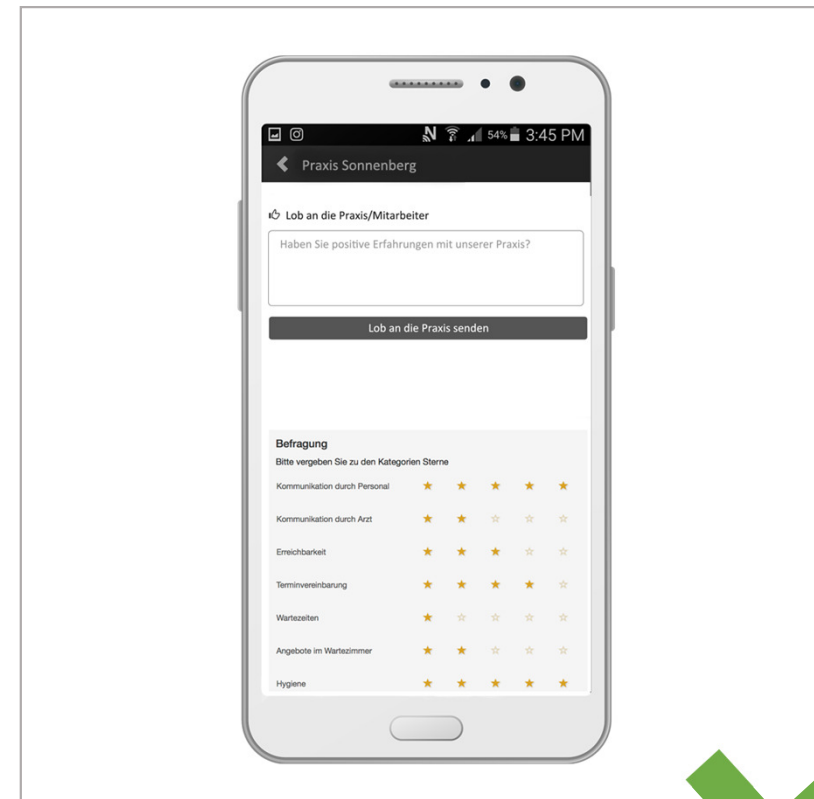 54% 3:45 PM
Praxis Sonnenberg
Lob an die Praxis/Mitarbeiter
Haben Sie positive Erfahrungen mit unserer Praxis?
Lob an die Praxis senden
Befragung
Bitte vergeben Sie zu den Kategorien Sterne
Kommunikation durch Personal
Kommunikation durch Arzt
Erreichbarkeit
Terminvereinbarung
Wartezeiten
Angebote im Wartezimmer
Hygiene